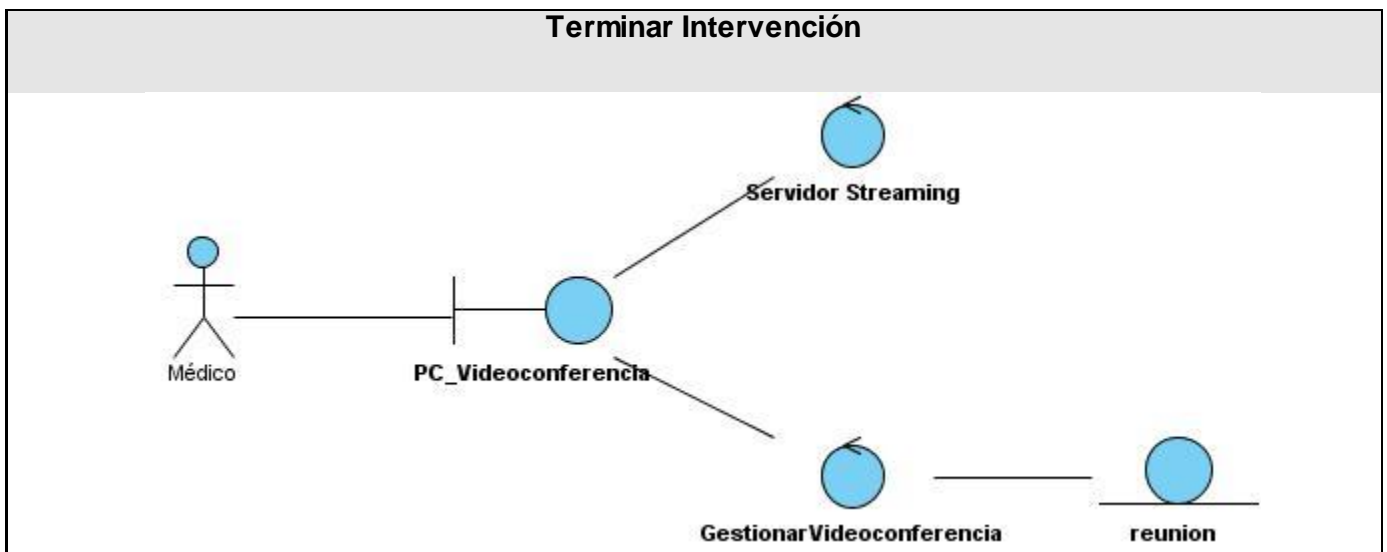 Terminar Intervención
Servidor Streaming
Médico
PC_Videoconferencia
GestionarVideoconferencia
reunion